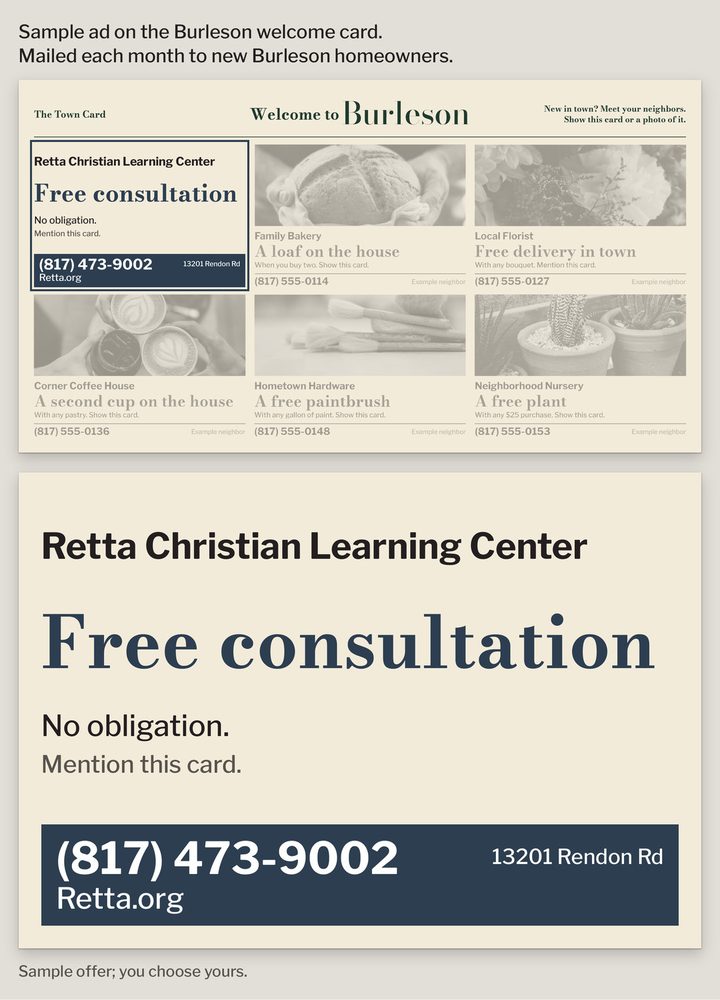 Sample ad on the Burleson welcome card.
Mailed each month to new Burleson homeowners.
The Town Card
Welcome to Burleson
New in town? Meet your neighbors.
Show this card or a photo of it.
Retta Christian Learning Center
Free consultation
No obligation.
Mention this card.
(817) 473-9002
13201 Rendon Rd
Retta.org
Family Bakery
A loaf on the house
When you buy two. Show this card.
(817) 555-0114
Example neighbor
Local Florist
Free delivery in town
With any bouquet. Mention this card.
(817) 555-0127
Example neighbor
Corner Coffee House
A second cup on the house
With any pastry. Show this card.
(817) 555-0136
Example neighbor
Hometown Hardware
A free paintbrush
With any gallon of paint. Show this card.
(817) 555-0148
Example neighbor
Neighborhood Nursery
A free plant
With any $25 purchase. Show this card.
(817) 555-0153
Example neighbor
Retta Christian Learning Center
Free consultation
No obligation.
Mention this card.
(817) 473-9002
13201 Rendon Rd
Retta.org
Sample offer; you choose yours.